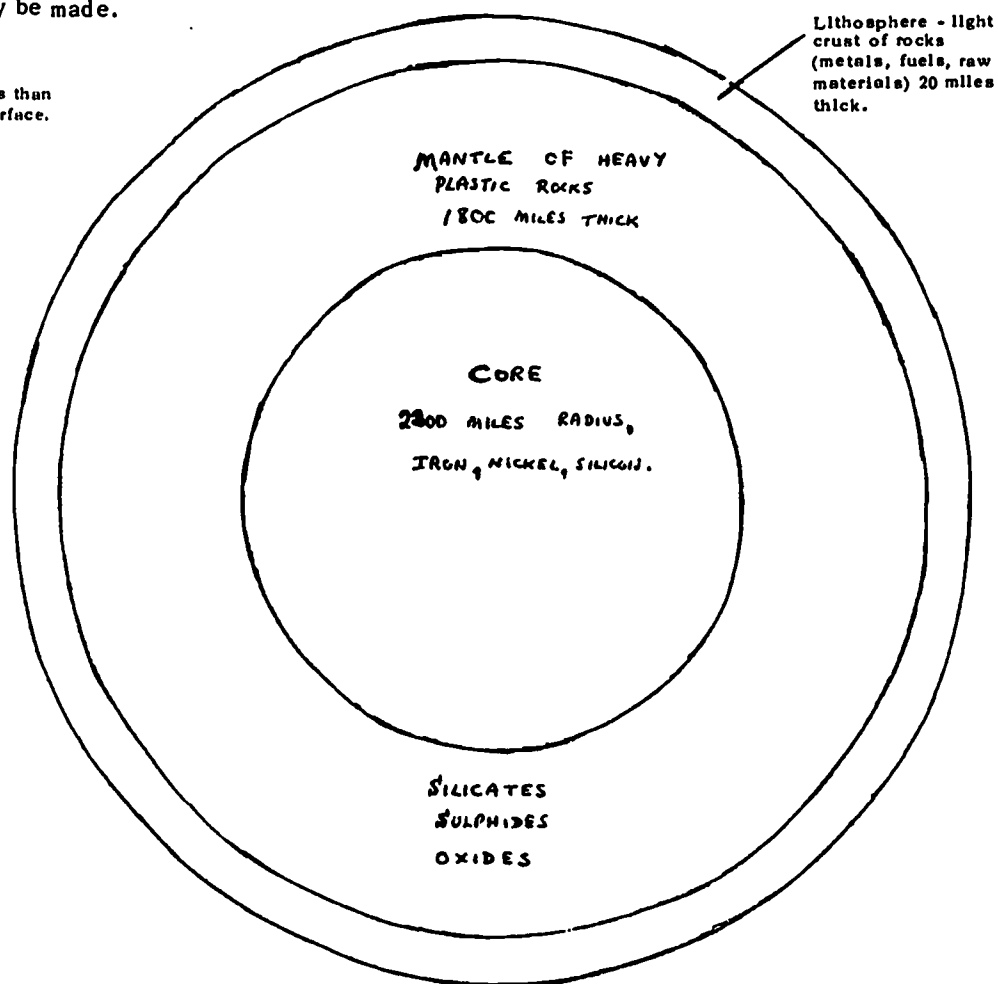 y be made.
s than
rface.
Lithosphere - light
crust of rocks
(metals, fuels, raw
materials) 20 miles
thick.
MANTLE OF HEAVY
PLASTIC ROCKS
1800 MILES THICK
CORE
MILES RADIUS,
IRON, NICKEL, SILICON.
SILICATES
SULPHIDES
OXIDES